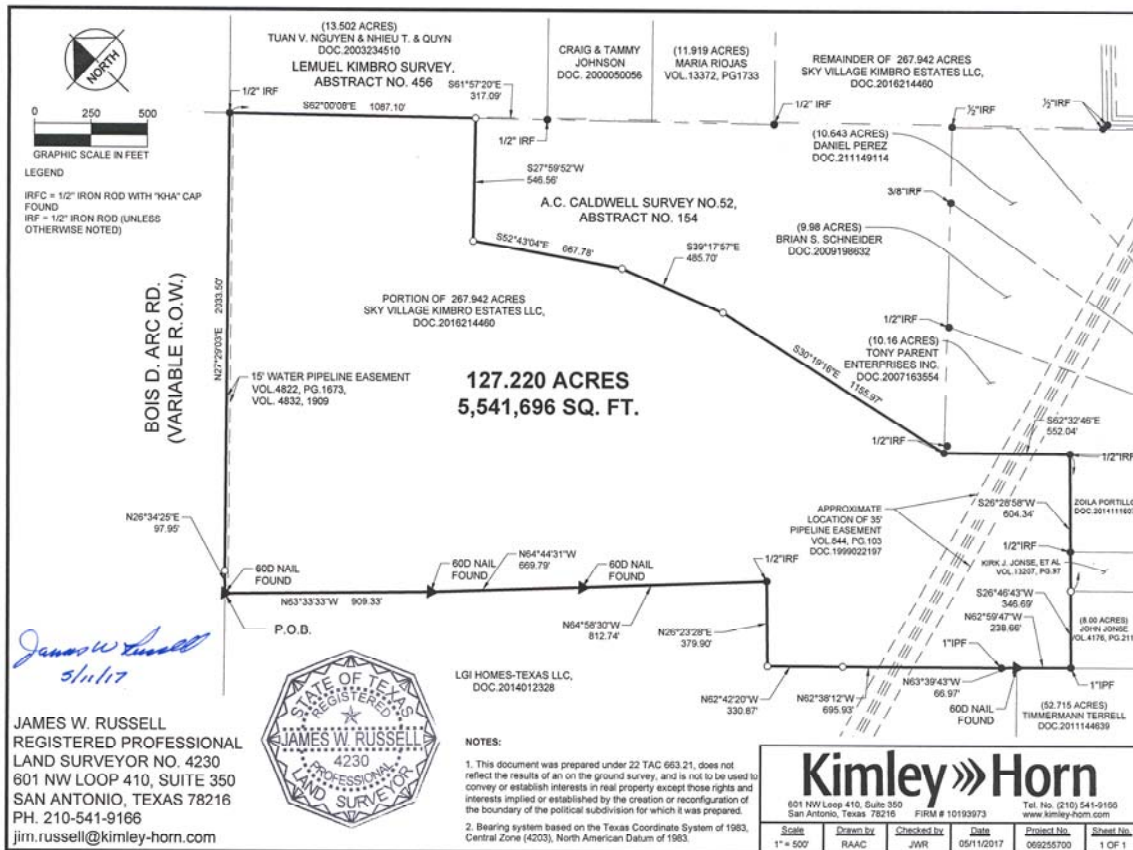 (13.502 ACRES)
TUAN V. NGUYEN & NHIEU T. & QUYN
DOC.2003234510
LEMUEL KIMBRO SURVEY.
ABSTRACT NO. 456
S61°57'20"E
317.09'
CRAIG & TAMMY
JOHNSON
DOC. 2000050056
(11.919 ACRES)
MARIA RIOJAS
VOL.13372, PG1733
REMAINDER OF 267.942 ACRES
SKY VILLAGE KIMBRO ESTATES LLC,
DOC.2016214460
NORTH
1/2" IRF
S62°00'08"E 1087.10'
1/2" IRF
1/2" IRF
½"IRF
½"IRF
0 250 500
GRAPHIC SCALE IN FEET
LEGEND
IRFC = 1/2" IRON ROD WITH "KHA" CAP
FOUND
IRF = 1/2" IRON ROD (UNLESS
OTHERWISE NOTED)
(10.643 ACRES)
DANIEL PEREZ
DOC.211149114
S27°59'52"W
546.56'
3/8"IRF
A.C. CALDWELL SURVEY NO.52,
ABSTRACT NO. 154
(9.98 ACRES)
BRIAN S. SCHNEIDER
DOC.2009198632
S52°43'04"E 667.78'
S39°17'57"E
485.70'
BOIS D. ARC RD.
(VARIABLE R.O.W.)
N27°29'03"E 2033.50'
PORTION OF 267.942 ACRES
SKY VILLAGE KIMBRO ESTATES LLC,
DOC.2016214460
1/2"IRF
(10.16 ACRES)
TONY PARENT
ENTERPRISES INC.
DOC.2007163554
S30°19'16"E 1155.97'
15' WATER PIPELINE EASEMENT
VOL.4822, PG.1673,
VOL. 4832, 1909
127.220 ACRES
5,541,696 SQ. FT.
S62°32'46"E
552.04'
1/2"IRF
1/2"IRF
N26°34'25"E
97.95'
APPROXIMATE
LOCATION OF 35'
PIPELINE EASEMENT
VOL.844, PG.103
DOC.1999022197
S26°28'58"W
604.34'
ZOILA PORTILLO
1/2"IRF
KIRK J. JONSE, ET AL
VOL.13207, PG.97
60D NAIL
FOUND
60D NAIL
FOUND
N64°44'31"W
669.79'
60D NAIL
FOUND
1/2"IRF
N63°33'33"W 909.33'
P.O.D.
N64°58'30"W
812.74'
N26°23'28"E
379.90'
S26°46'43"W
346.69'
N62°59'47"W
238.66'
(8.00 ACRES)
JOHN JONSE
VOL.4176, PG.211
1"IPF
1"IPF
N63°39'43"W
66.97'
60D NAIL
FOUND
N62°42'20"W
330.87'
N62°38'12"W
695.93'
(52.715 ACRES)
TIMMERMANN TERRELL
DOC.2011144639
LGI HOMES-TEXAS LLC,
DOC.2014012328
James W Russell
5/11/17
STATE OF TEXAS
REGISTERED
JAMES W. RUSSELL
4230
PROFESSIONAL
LAND SURVEYOR
JAMES W. RUSSELL
REGISTERED PROFESSIONAL
LAND SURVEYOR NO. 4230
601 NW LOOP 410, SUITE 350
SAN ANTONIO, TEXAS 78216
PH. 210-541-9166
jim.russell@kimley-horn.com
NOTES:
1. This document was prepared under 22 TAC 663.21, does not
reflect the results of an on the ground survey, and is not to be used to
convey or establish interests in real property except those rights and
interests implied or established by the creation or reconfiguration of
the boundary of the political subdivision for which it was prepared.
2. Bearing system based on the Texas Coordinate System of 1983,
Central Zone (4203), North American Datum of 1983.
Kimley»Horn
601 NW Loop 410, Suite 350
San Antonio, Texas 78216 FIRM # 10193973
Tel. No. (210) 541-9166
www.kimley-horn.com
Scale Drawn by Checked by Date Project No. Sheet No.
1" = 500' RAAC JWR 05/11/2017 069255700 1 OF 1